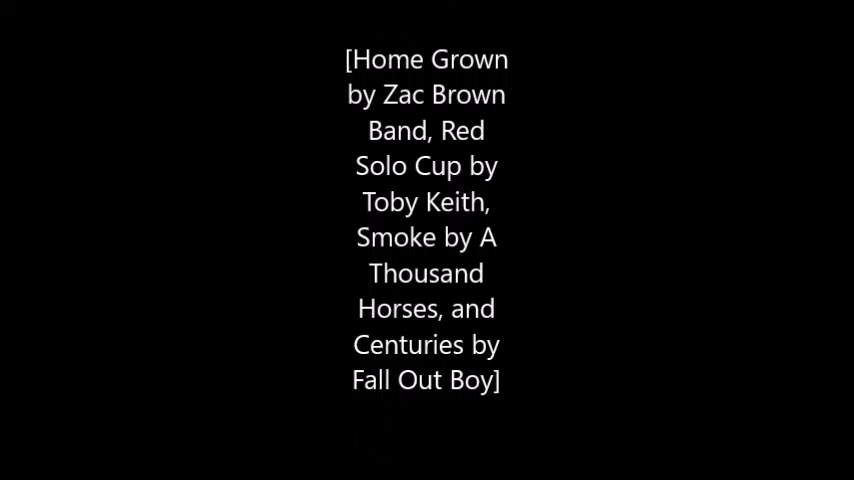 [Home Grown
by Zac Brown
Band, Red
Solo Cup by
Toby Keith,
Smoke by A
Thousand
Horses, and
Centuries by
Fall Out Boy]